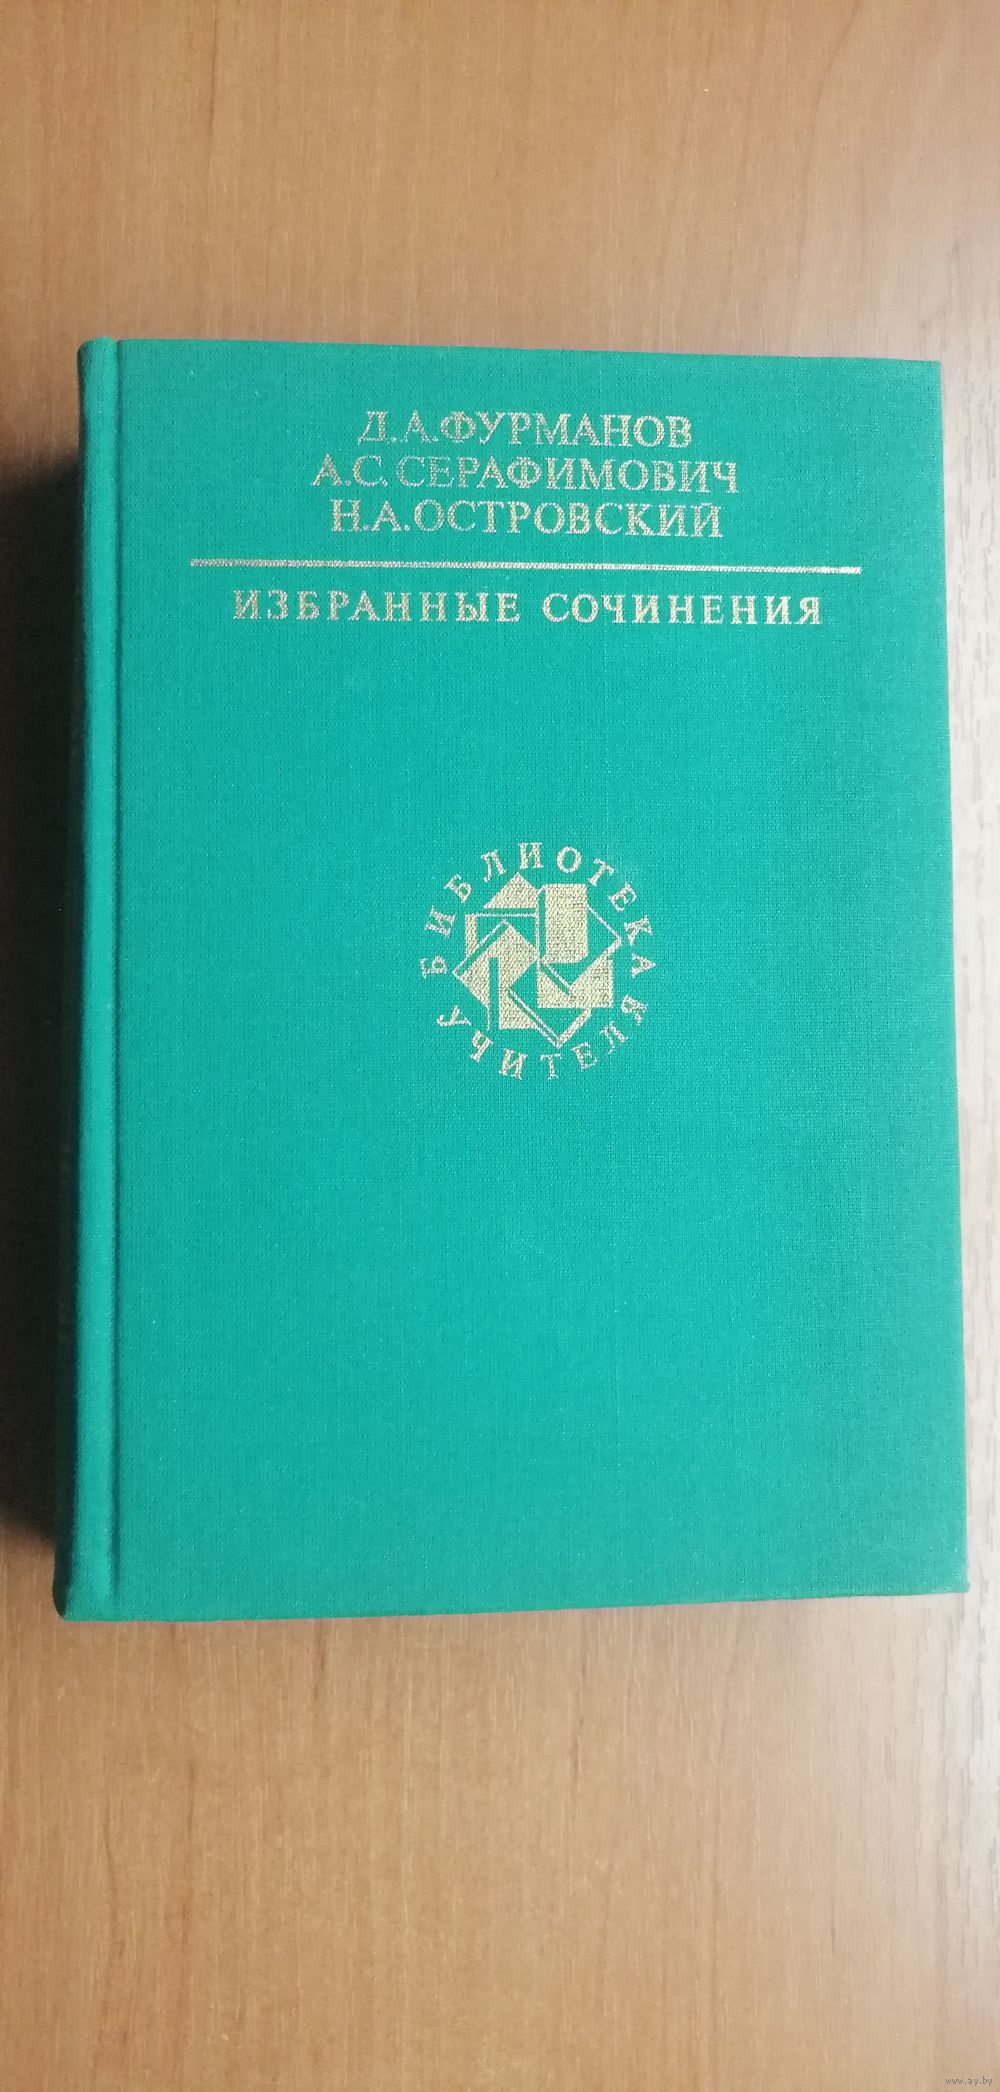 Д.А.ФУРМАНОВ
А.С.СЕРАФИМОВИЧ
Н.А.ОСТРОВСКИЙ
ИЗБРАННЫЕ СОЧИНЕНИЯ
БИБЛИОТЕКА
УЧИТЕЛЯ
www.ay.by